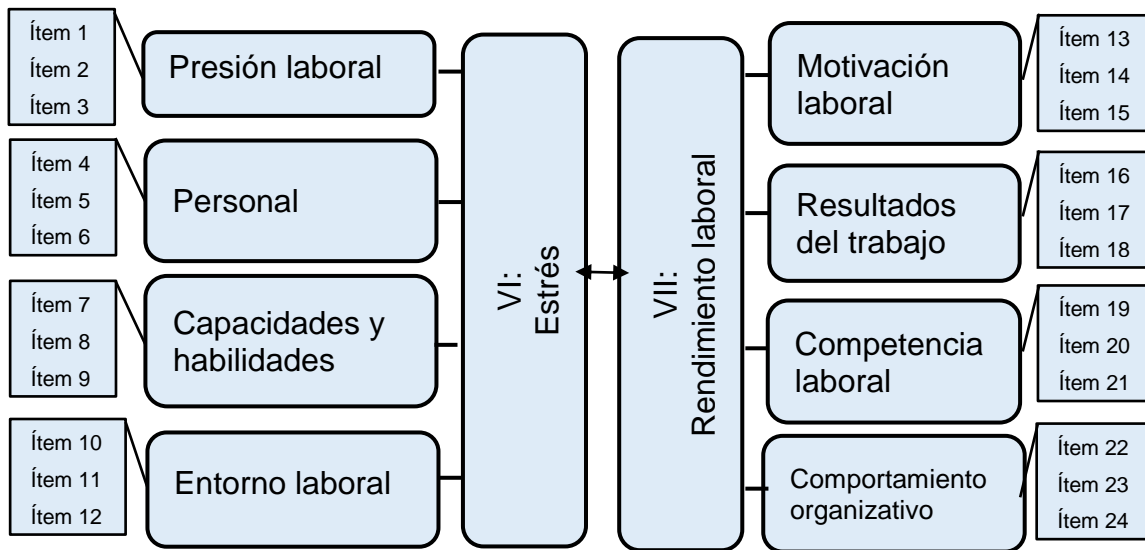 Ítem 1
Ítem 2
Ítem 3
Presión laboral
Ítem 4
Ítem 5
Ítem 6
Personal
Ítem 7
Ítem 8
Ítem 9
Capacidades y
habilidades
Ítem 10
Ítem 11
Ítem 12
Entorno laboral
VI:
Estrés
VII:
Rendimiento laboral
Motivación
laboral
Ítem 13
Ítem 14
Ítem 15
Resultados
del trabajo
Ítem 16
Ítem 17
Ítem 18
Competencia
laboral
Ítem 19
Ítem 20
Ítem 21
Comportamiento
organizativo
Ítem 22
Ítem 23
Ítem 24